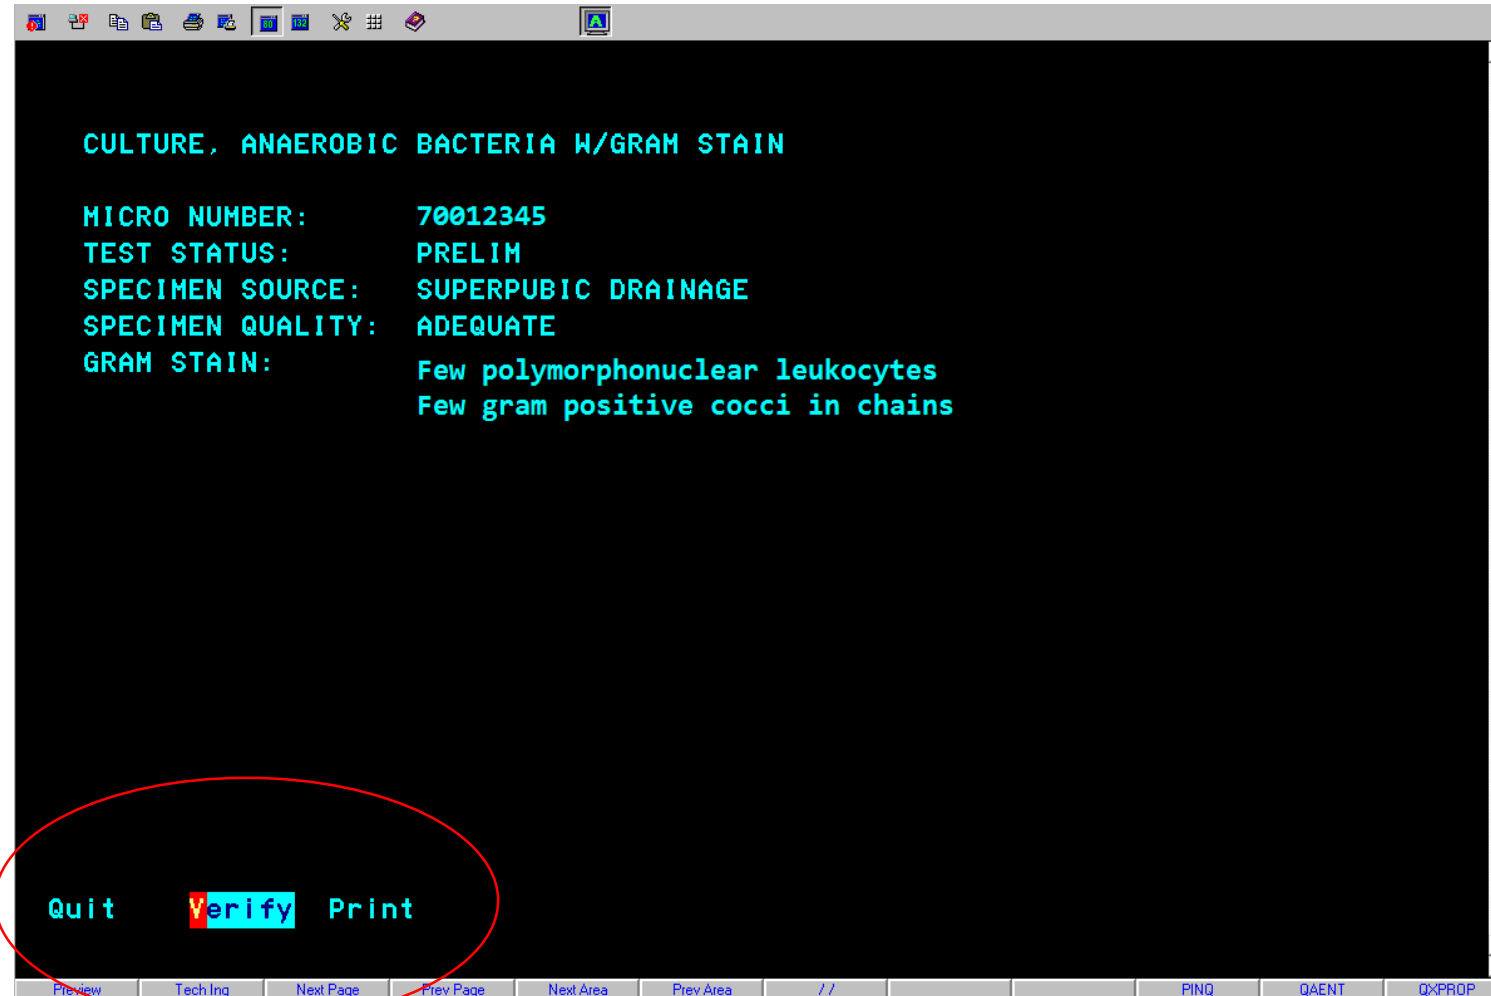 80 132 A
CULTURE, ANAEROBIC BACTERIA W/GRAM STAIN
MICRO NUMBER: 70012345
TEST STATUS: PRELIM
SPECIMEN SOURCE: SUPERPUBIC DRAINAGE
SPECIMEN QUALITY: ADEQUATE
GRAM STAIN: Few polymorphonuclear leukocytes
Few gram positive cocci in chains
Quit Verify Print
Preview Tech Inq Next Page Prev Page Next Area Prev Area / / PINQ QAENT QXPROP